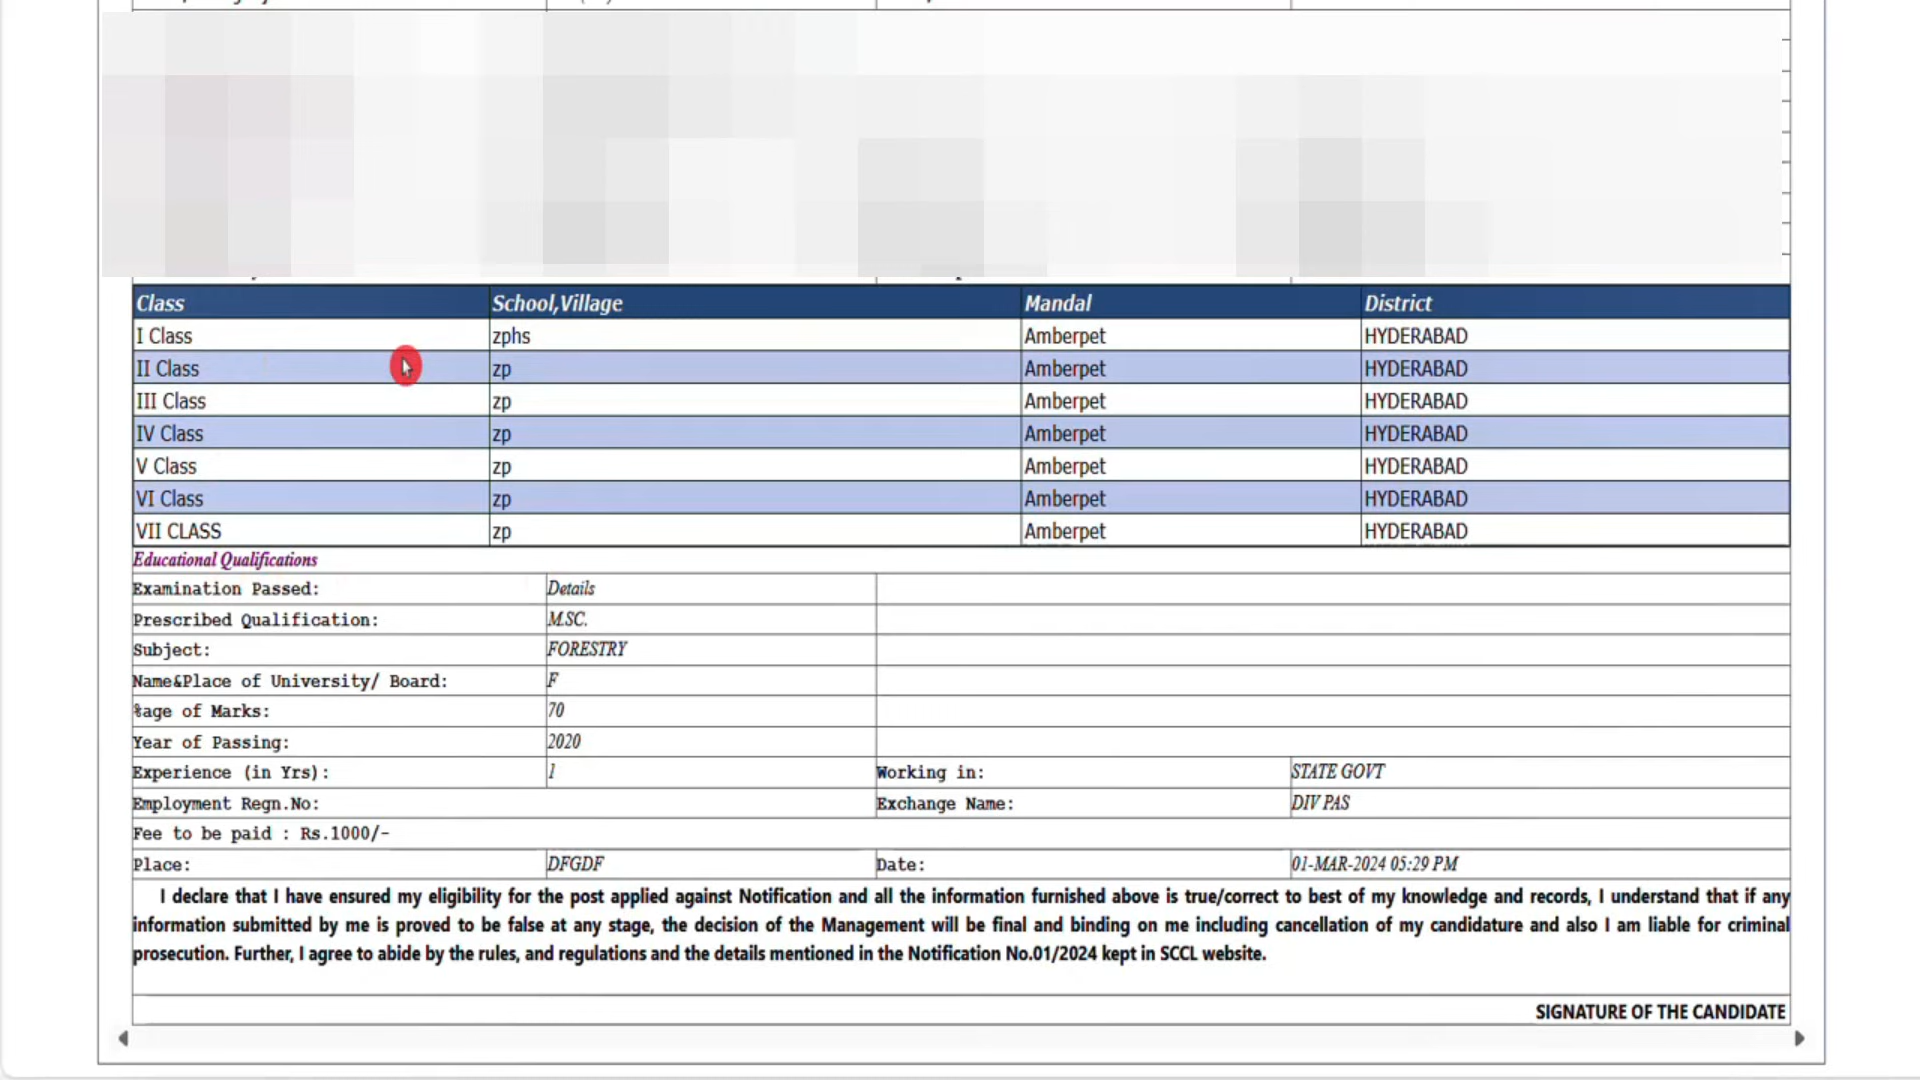 Class School,Village Mandal District
I Class zphs Amberpet HYDERABAD
II Class zp Amberpet HYDERABAD
III Class zp Amberpet HYDERABAD
IV Class zp Amberpet HYDERABAD
V Class zp Amberpet HYDERABAD
VI Class zp Amberpet HYDERABAD
VII CLASS zp Amberpet HYDERABAD
Educational Qualifications
Examination Passed: Details
Prescribed Qualification: M.SC.
Subject: FORESTRY
Name&Place of University/ Board: F
%age of Marks: 70
Year of Passing: 2020
Experience (in Yrs): 1 Working in: STATE GOVT
Employment Regn.No: Exchange Name: DIV PAS
Fee to be paid : Rs.1000/-
Place: DFGDF Date: 01-MAR-2024 05:29 PM
I declare that I have ensured my eligibility for the post applied against Notification and all the information furnished above is true/correct to best of my knowledge and records, I understand that if any
information submitted by me is proved to be false at any stage, the decision of the Management will be final and binding on me including cancellation of my candidature and also I am liable for criminal
prosecution. Further, I agree to abide by the rules, and regulations and the details mentioned in the Notification No.01/2024 kept in SCCL website.
SIGNATURE OF THE CANDIDATE